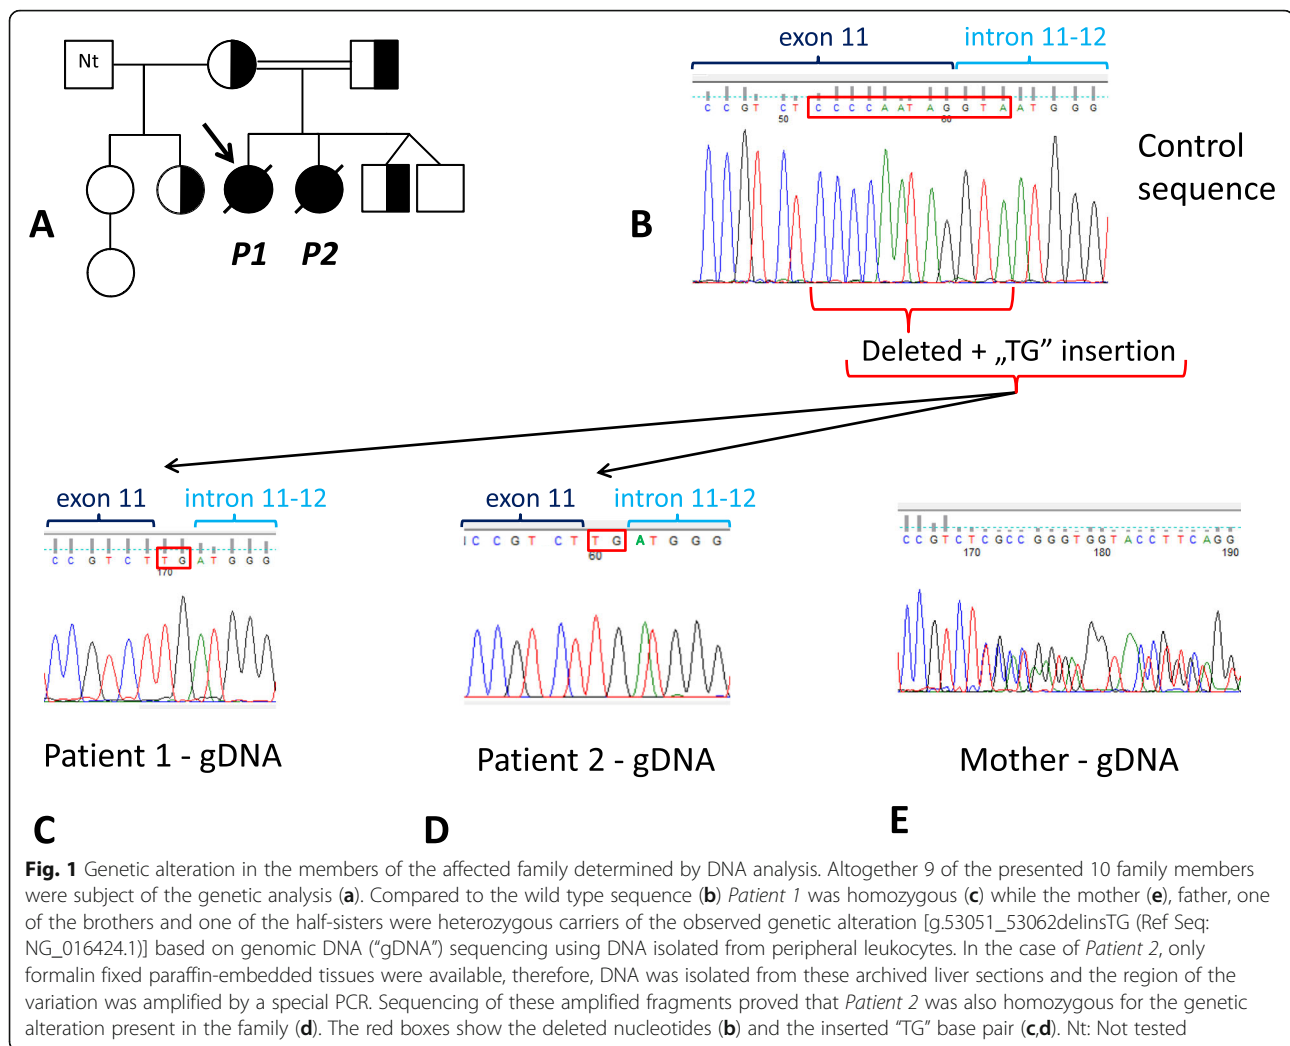 Nt
P1
P2
A
exon 11
intron 11-12
C C G T C T C C C C A A T A G G T A A T G G G
50
60
Control
sequence
B
Deleted + „TG” insertion
exon 11
intron 11-12
C C G T C T T G A T G G G
170
Patient 1 - gDNA
C
exon 11
intron 11-12
C C G T C T T G A T G G G
60
Patient 2 - gDNA
D
C C G T C T C G C C G G G T G G T A C C T T C A G G
170
180
190
Mother - gDNA
E
Fig. 1 Genetic alteration in the members of the affected family determined by DNA analysis. Altogether 9 of the presented 10 family members
were subject of the genetic analysis (a). Compared to the wild type sequence (b) Patient 1 was homozygous (c) while the mother (e), father, one
of the brothers and one of the half-sisters were heterozygous carriers of the observed genetic alteration [g.53051_53062delinsTG (Ref Seq:
NG_016424.1)] based on genomic DNA (“gDNA”) sequencing using DNA isolated from peripheral leukocytes. In the case of Patient 2, only
formalin fixed paraffin-embedded tissues were available, therefore, DNA was isolated from these archived liver sections and the region of the
variation was amplified by a special PCR. Sequencing of these amplified fragments proved that Patient 2 was also homozygous for the genetic
alteration present in the family (d). The red boxes show the deleted nucleotides (b) and the inserted “TG” base pair (c,d). Nt: Not tested